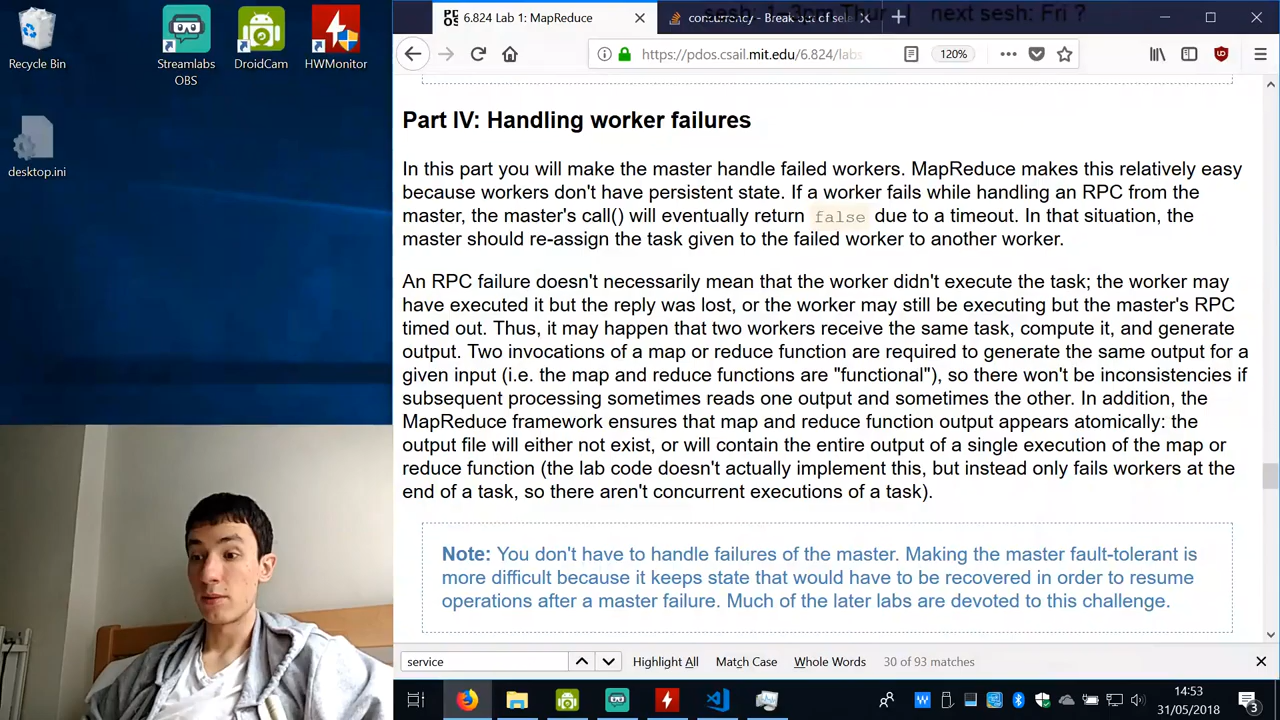 sesh: 1-3pm Thur | next sesh: Fri ?
6.824 Lab 1: MapReduce
concurrency - Break out of sele
https://pdos.csail.mit.edu/6.824/labs
120%
Recycle Bin
Streamlabs OBS
DroidCam
HWMonitor
desktop.ini
Part IV: Handling worker failures
In this part you will make the master handle failed workers. MapReduce makes this relatively easy
because workers don't have persistent state. If a worker fails while handling an RPC from the
master, the master's call() will eventually return false due to a timeout. In that situation, the
master should re-assign the task given to the failed worker to another worker.
An RPC failure doesn't necessarily mean that the worker didn't execute the task; the worker may
have executed it but the reply was lost, or the worker may still be executing but the master's RPC
timed out. Thus, it may happen that two workers receive the same task, compute it, and generate
output. Two invocations of a map or reduce function are required to generate the same output for a
given input (i.e. the map and reduce functions are "functional"), so there won't be inconsistencies if
subsequent processing sometimes reads one output and sometimes the other. In addition, the
MapReduce framework ensures that map and reduce function output appears atomically: the
output file will either not exist, or will contain the entire output of a single execution of the map or
reduce function (the lab code doesn't actually implement this, but instead only fails workers at the
end of a task, so there aren't concurrent executions of a task).
Note: You don't have to handle failures of the master. Making the master fault-tolerant is
more difficult because it keeps state that would have to be recovered in order to resume
operations after a master failure. Much of the later labs are devoted to this challenge.
service
Highlight All
Match Case
Whole Words
30 of 93 matches
14:53
31/05/2018
3